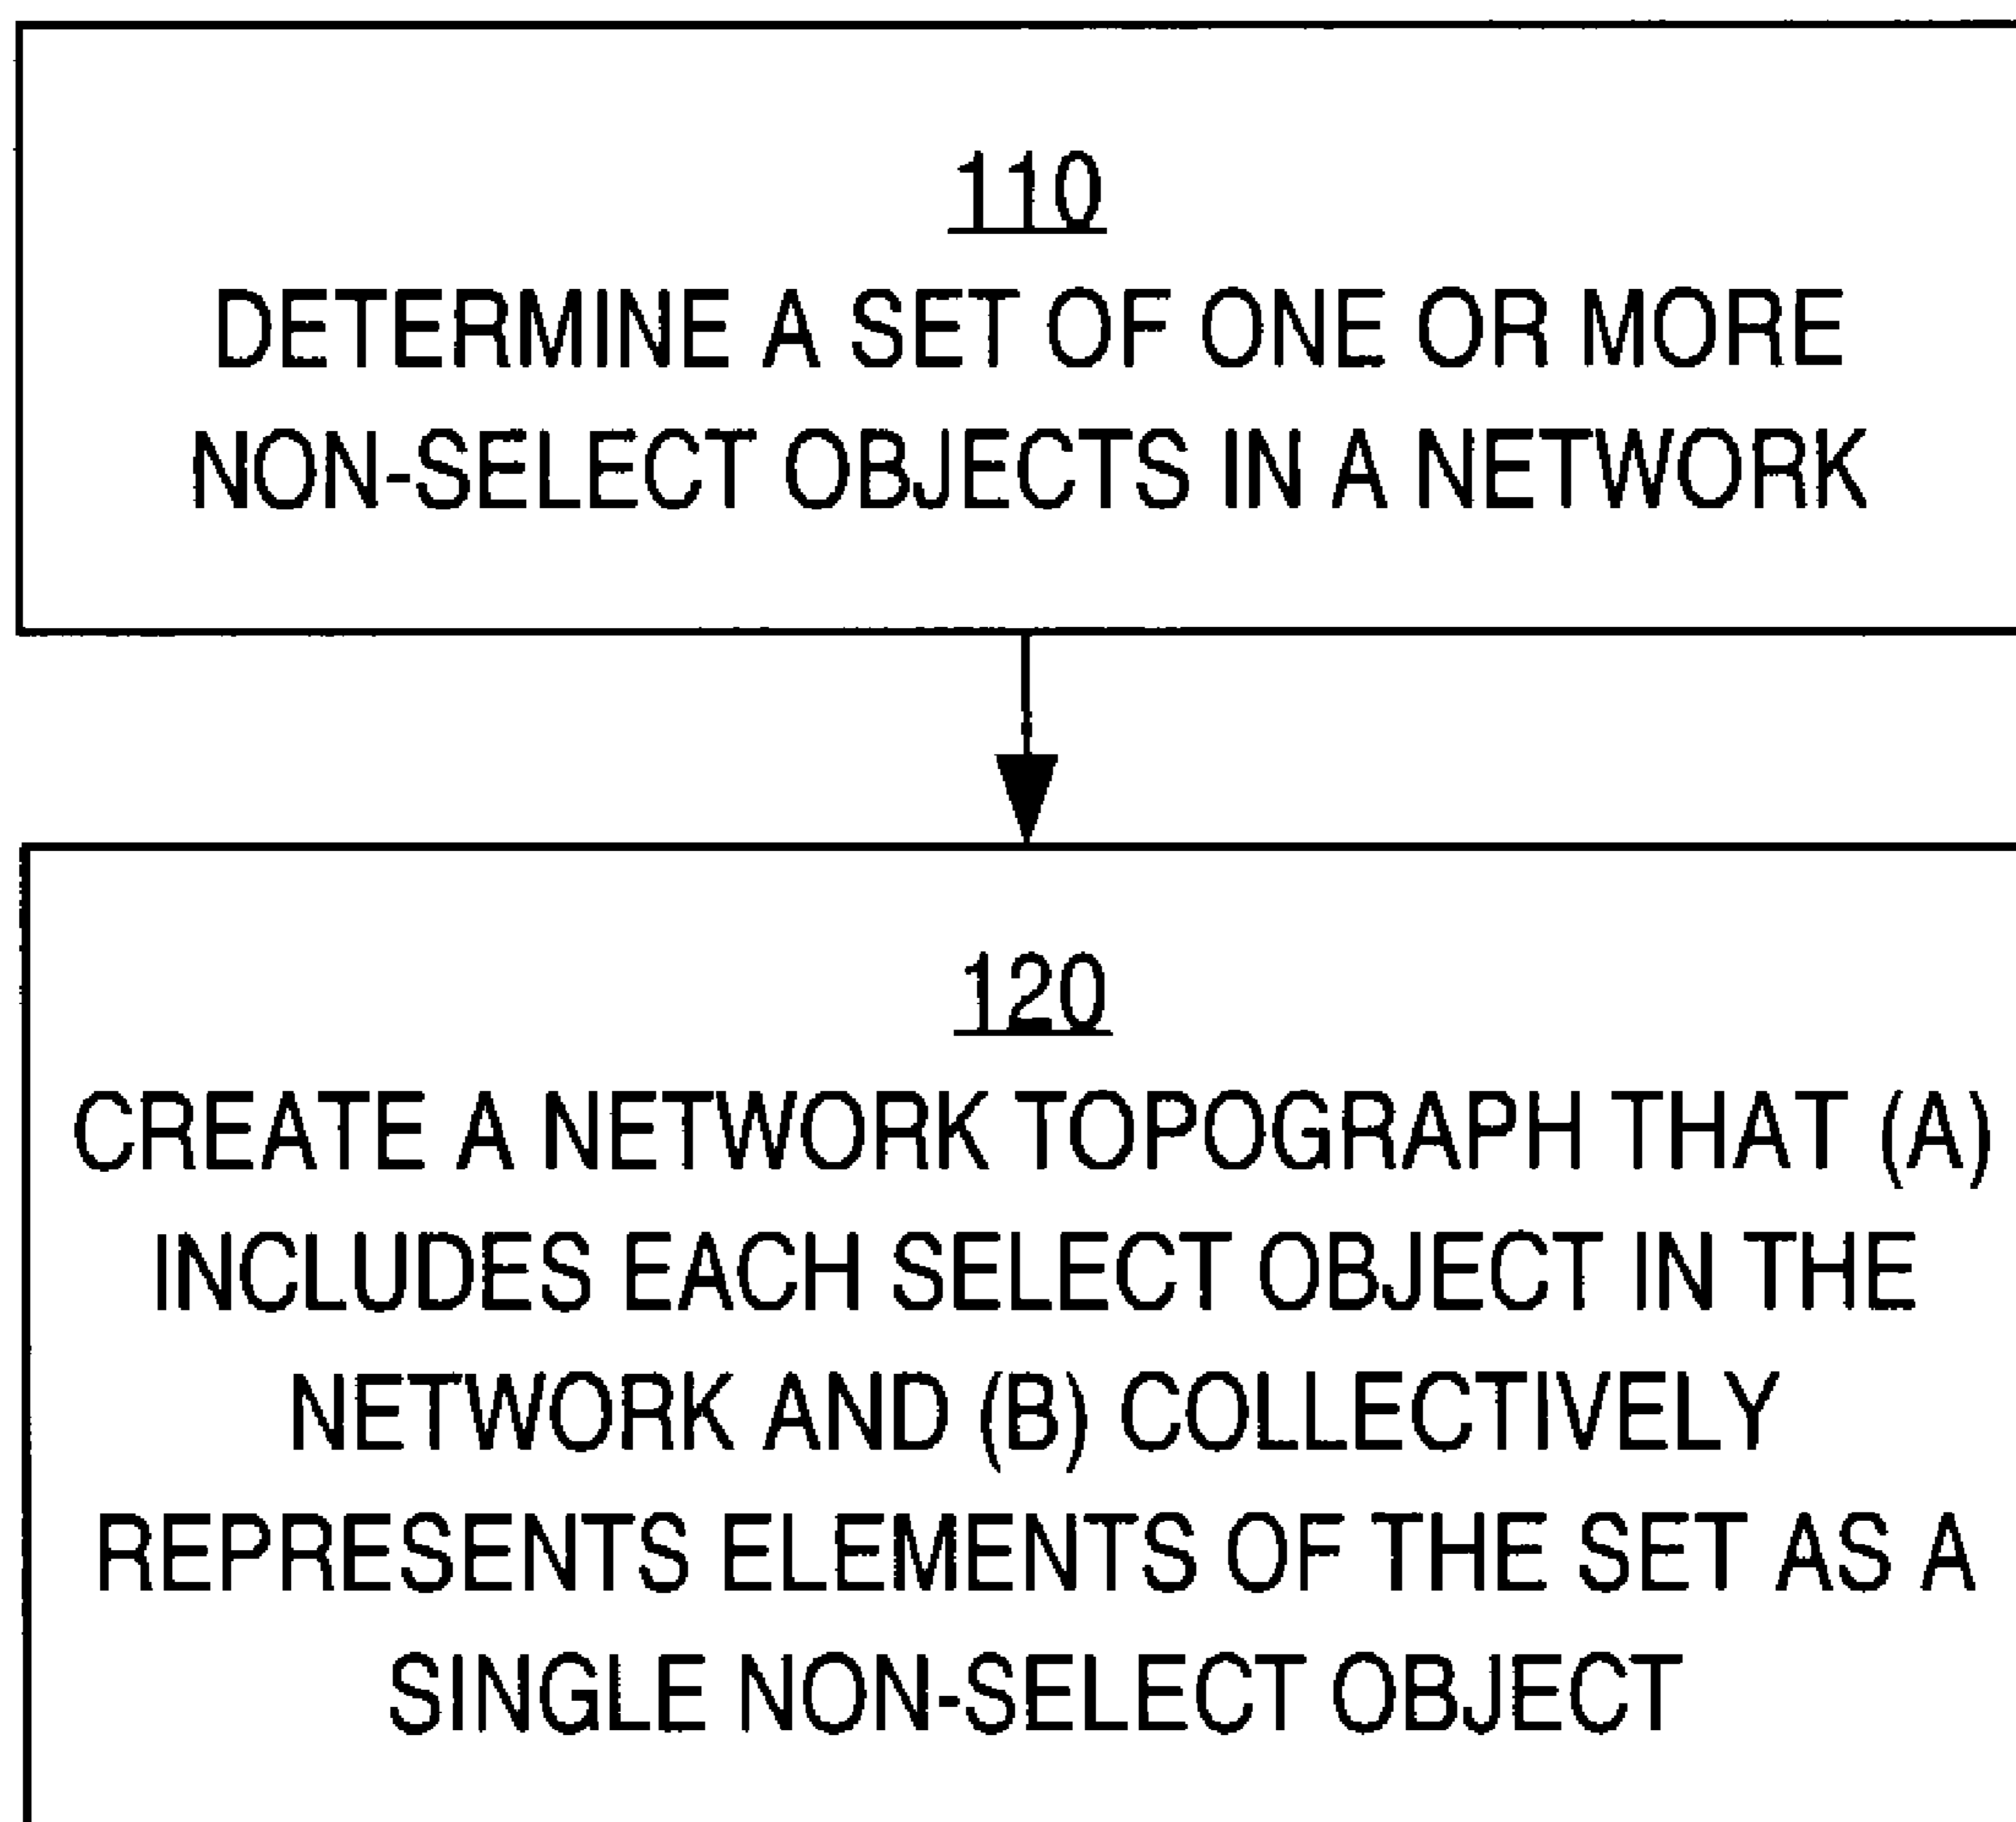 110
DETERMINE A SET OF ONE OR MORE
NON-SELECT OBJECTS IN A NETWORK
120
CREATE A NETWORK TOPOGRAPH THAT (A)
INCLUDES EACH SELECT OBJECT IN THE
NETWORK AND (B) COLLECTIVELY
REPRESENTS ELEMENTS OF THE SET AS A
SINGLE NON-SELECT OBJECT